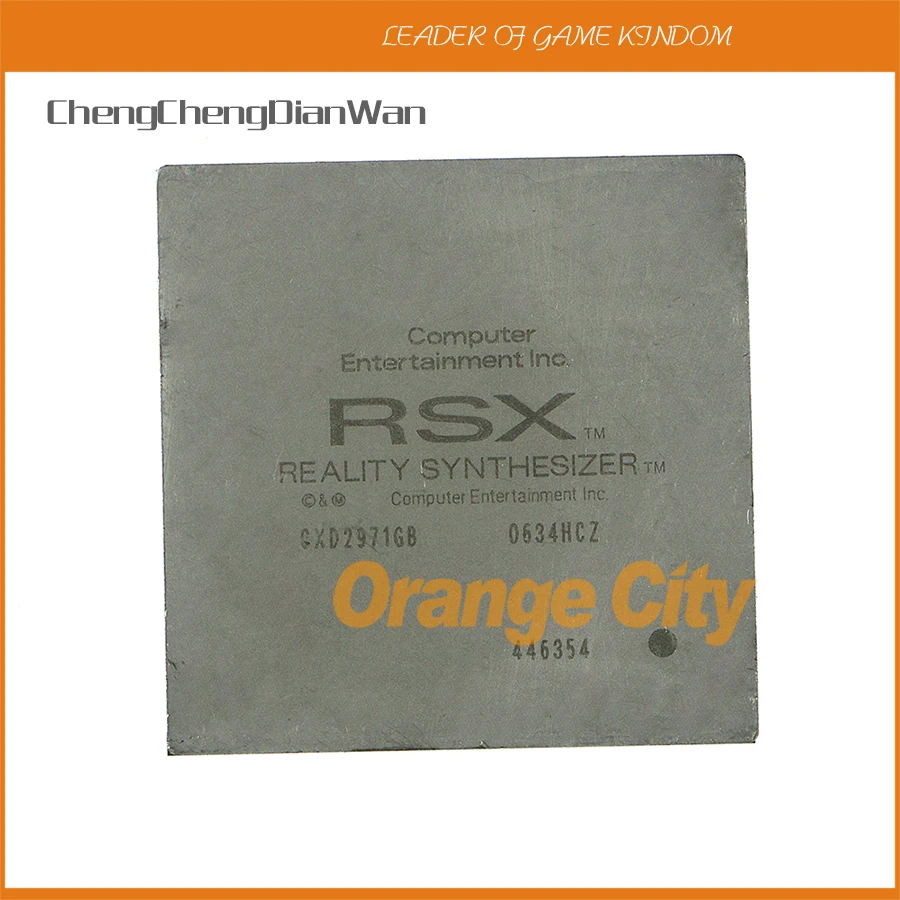 LEADER OF GAME KINDOM
ChengChengDianWan
Computer
Entertainment Inc.
RSX™
REALITY SYNTHESIZER™
©&Ⓜ Computer Entertainment Inc.
CXD2971GB 0634HCZ
Orange City
446354